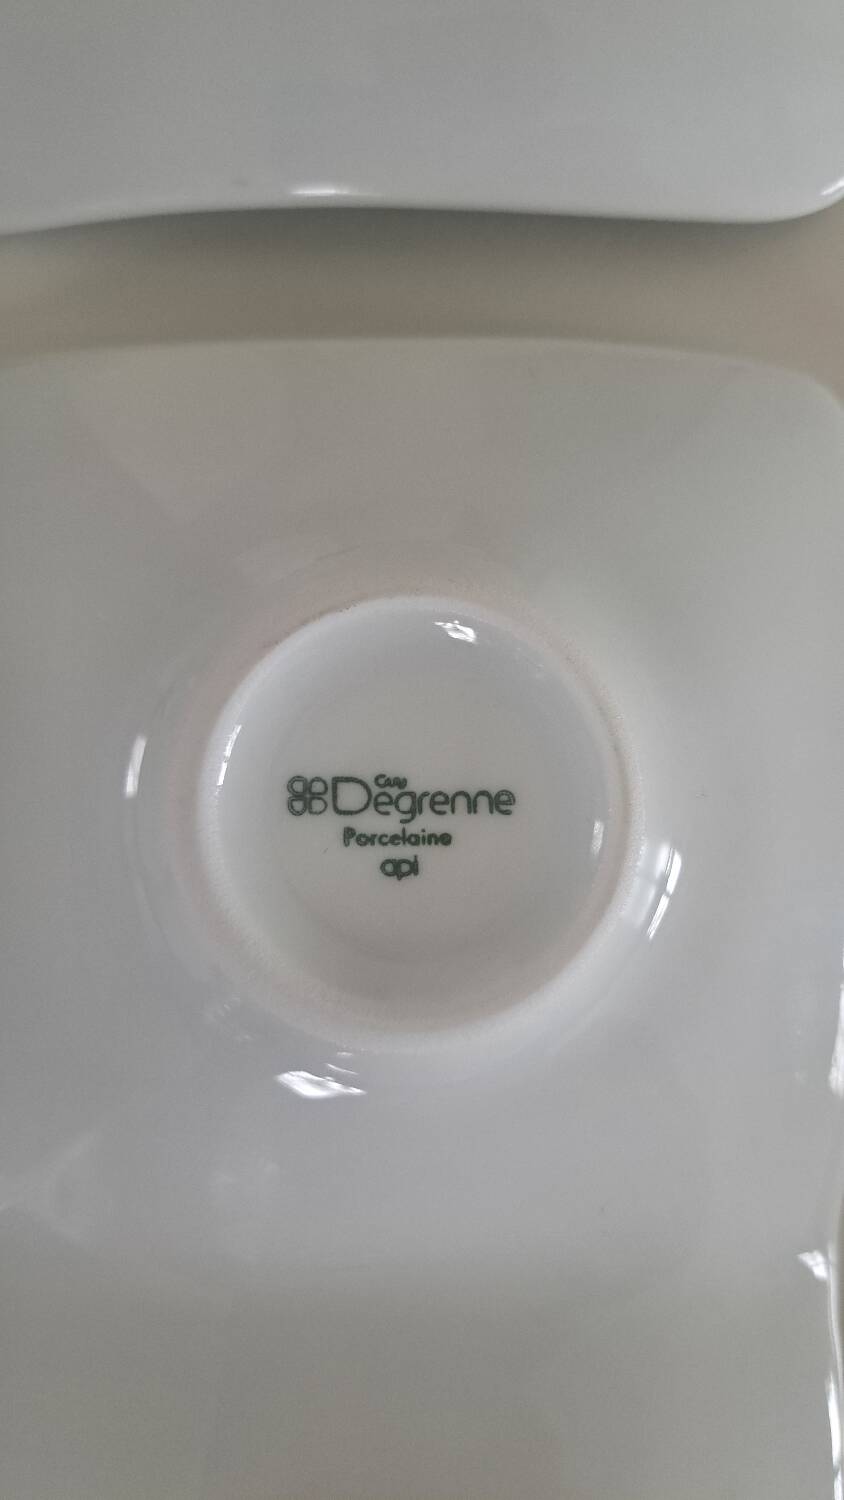 Guy
Degrenne
Porcelaine
api